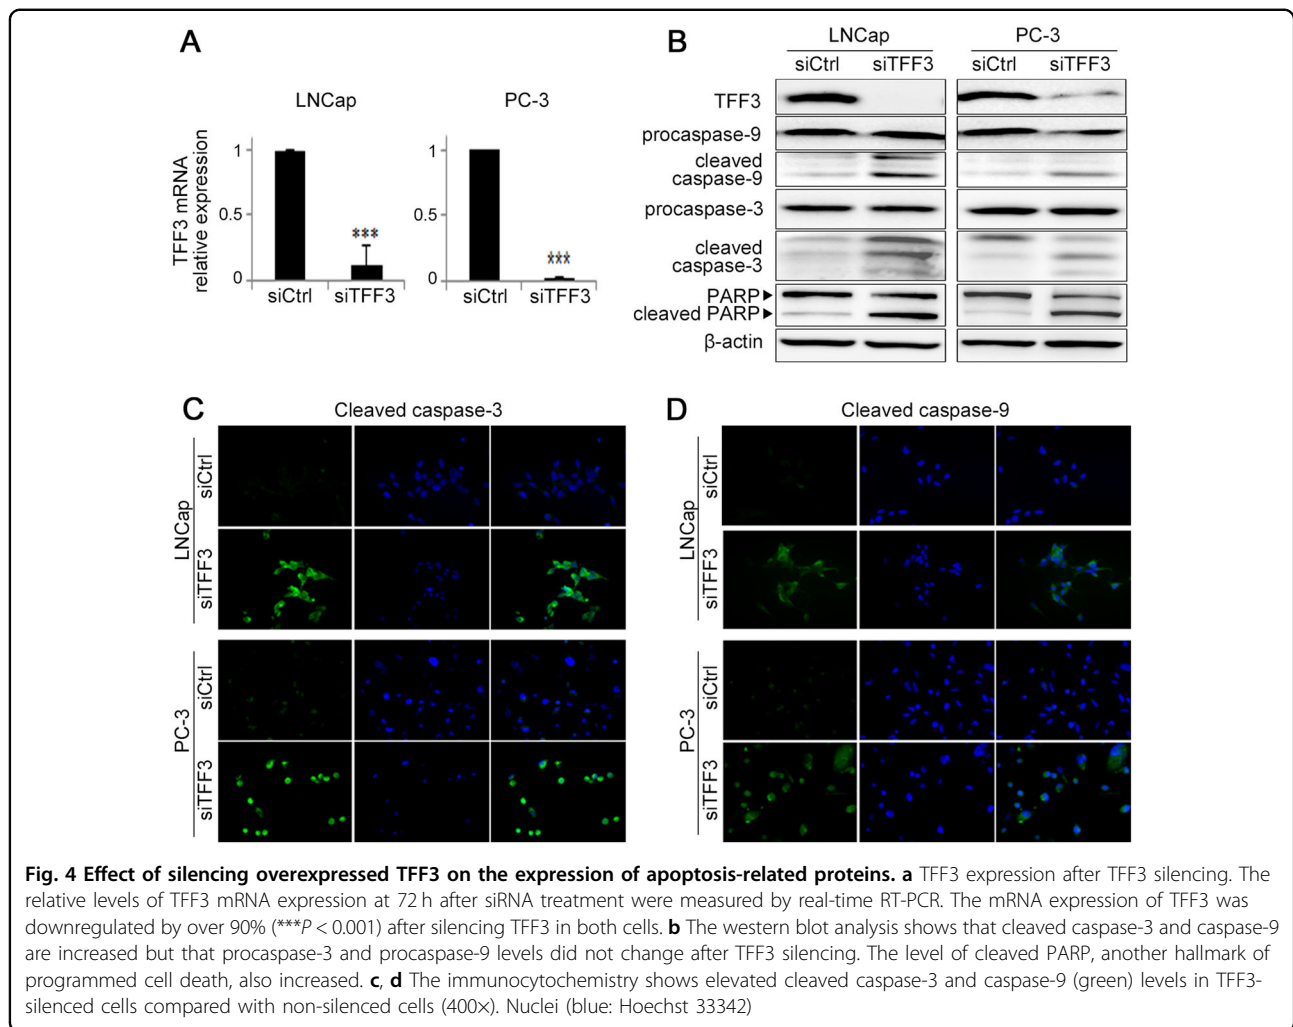 A
LNCap
PC-3
TFF3 mRNA
relative expression
1
0.5
0
***
siCtrl
siTFF3
1
0.5
0
***
siCtrl
siTFF3
B
LNCap
PC-3
siCtrl
siTFF3
siCtrl
siTFF3
TFF3
procaspase-9
cleaved
caspase-9
procaspase-3
cleaved
caspase-3
PARP
cleaved PARP
β-actin
C
Cleaved caspase-3
LNCap
siCtrl
siTFF3
PC-3
siCtrl
siTFF3
D
Cleaved caspase-9
LNCap
siCtrl
siTFF3
PC-3
siCtrl
siTFF3
Fig. 4 Effect of silencing overexpressed TFF3 on the expression of apoptosis-related proteins. a TFF3 expression after TFF3 silencing. The
relative levels of TFF3 mRNA expression at 72 h after siRNA treatment were measured by real-time RT-PCR. The mRNA expression of TFF3 was
downregulated by over 90% (***P < 0.001) after silencing TFF3 in both cells. b The western blot analysis shows that cleaved caspase-3 and caspase-9
are increased but that procaspase-3 and procaspase-9 levels did not change after TFF3 silencing. The level of cleaved PARP, another hallmark of
programmed cell death, also increased. c, d The immunocytochemistry shows elevated cleaved caspase-3 and caspase-9 (green) levels in TFF3-
silenced cells compared with non-silenced cells (400×). Nuclei (blue: Hoechst 33342)